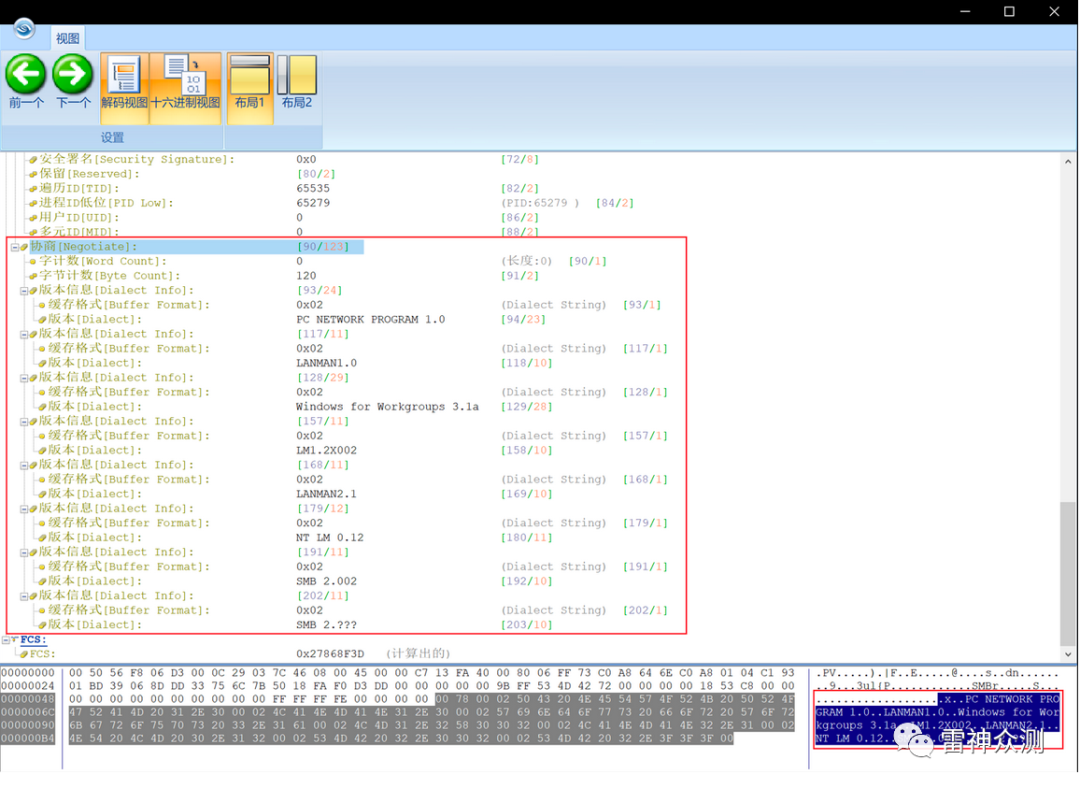 视图
前一个 下一个 解码视图 十六进制视图 布局1 布局2
设置
安全署名[Security Signature]: 0x0 [72/8]
保留[Reserved]: [80/2]
遍历ID[TID]: 65535 [82/2]
进程ID低位[PID Low]: 65279 (PID:65279 ) [84/2]
用户ID[UID]: 0 [86/2]
多元ID[MID]: 0 [88/2]
协商[Negotiate]: [90/123]
字计数[Word Count]: 0 (长度:0) [90/1]
字节计数[Byte Count]: 120 [91/2]
版本信息[Dialect Info]: [93/24]
缓存格式[Buffer Format]: 0x02 (Dialect String) [93/1]
版本[Dialect]: PC NETWORK PROGRAM 1.0 [94/23]
版本信息[Dialect Info]: [117/11]
缓存格式[Buffer Format]: 0x02 (Dialect String) [117/1]
版本[Dialect]: LANMAN1.0 [118/10]
版本信息[Dialect Info]: [128/29]
缓存格式[Buffer Format]: 0x02 (Dialect String) [128/1]
版本[Dialect]: Windows for Workgroups 3.1a [129/28]
版本信息[Dialect Info]: [157/11]
缓存格式[Buffer Format]: 0x02 (Dialect String) [157/1]
版本[Dialect]: LM1.2X002 [158/10]
版本信息[Dialect Info]: [168/11]
缓存格式[Buffer Format]: 0x02 (Dialect String) [168/1]
版本[Dialect]: LANMAN2.1 [169/10]
版本信息[Dialect Info]: [179/12]
缓存格式[Buffer Format]: 0x02 (Dialect String) [179/1]
版本[Dialect]: NT LM 0.12 [180/11]
版本信息[Dialect Info]: [191/11]
缓存格式[Buffer Format]: 0x02 (Dialect String) [191/1]
版本[Dialect]: SMB 2.002 [192/10]
版本信息[Dialect Info]: [202/11]
缓存格式[Buffer Format]: 0x02 (Dialect String) [202/1]
版本[Dialect]: SMB 2.??? [203/10]
FCS:
FCS: 0x27868F3D (计算出的)
00000000 00 50 56 F8 06 D3 00 0C 29 03 7C 46 08 00 45 00 00 C7 13 FA 40 00 80 06 FF 73 C0 A8 64 6E C0 A8 01 04 C1 93 .PV.....).|F..E.....@....s..dn......
00000024 01 BD 39 06 8D DD 33 75 6C 7B 50 18 FA F0 D3 DD 00 00 00 00 00 9B FF 53 4D 42 72 00 00 00 00 18 53 C8 00 00 ..9...3ul{P............SMBr.....S...
00000048 00 00 00 00 00 00 00 00 00 00 00 00 FF FF FF FE 00 00 00 00 00 78 00 02 50 43 20 4E 45 54 57 4F 52 4B 20 50 52 4F .....................x..PC NETWORK PRO
0000006C 47 52 41 4D 20 31 2E 30 00 02 4C 41 4E 4D 41 4E 31 2E 30 00 02 57 69 6E 64 6F 77 73 20 66 6F 72 20 57 6F 72 GRAM 1.0..LANMAN1.0..Windows for Wor
00000090 6B 67 72 6F 75 70 73 20 33 2E 31 61 00 02 4C 4D 31 2E 32 58 30 30 32 00 02 4C 41 4E 4D 41 4E 32 2E 31 00 02 kgroups 3.1a..LM1.2X002..LANMAN2.1..
000000B4 4E 54 20 4C 4D 20 30 2E 31 32 00 02 53 4D 42 20 32 2E 30 30 32 00 02 53 4D 42 20 32 2E 3F 3F 3F 00 NT LM 0.12..
雷神众测